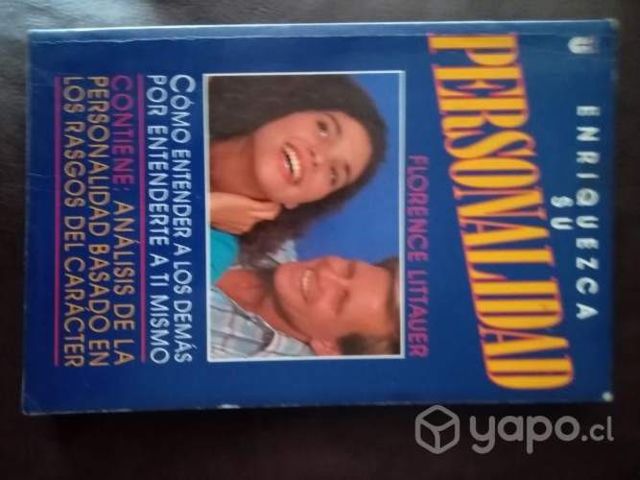 ENRIQUEZCA
SU
PERSONALIDAD
FLORENCE LITTAUER
CÓMO ENTENDER A LOS DEMÁS
POR ENTENDERTE A TI MISMO
CONTIENE: ANÁLISIS DE LA
PERSONALIDAD BASADO EN
LOS RASGOS DEL CARÁCTER
yapo.cl